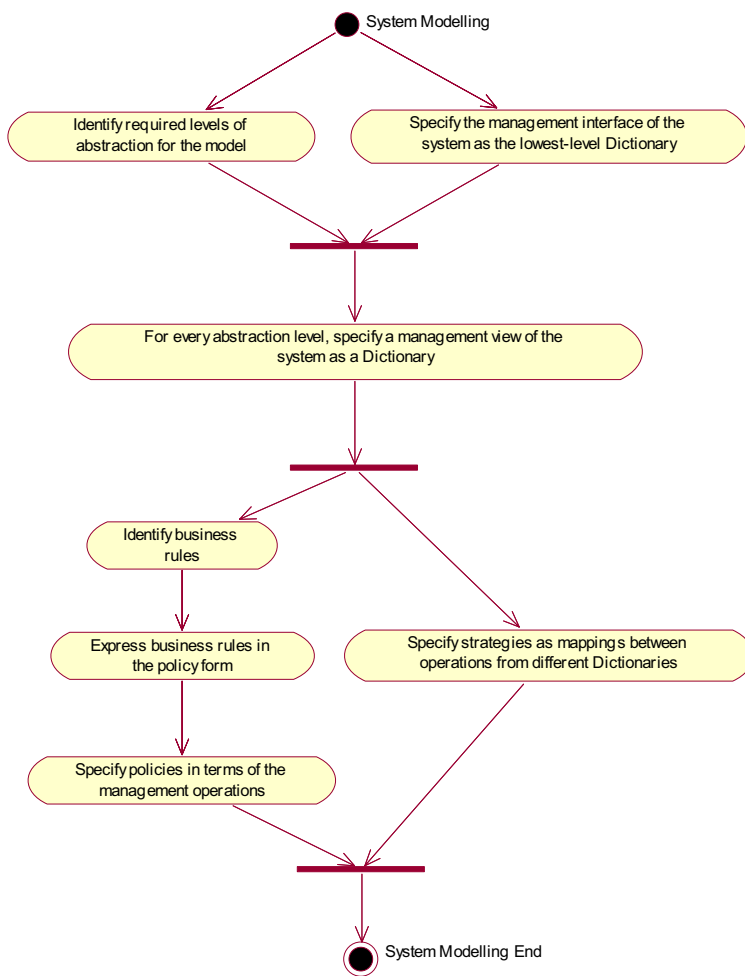 System Modelling
Identify required levels of
abstraction for the model
Specify the management interface of the
system as the lowest-level Dictionary
For every abstraction level, specify a management view of the
system as a Dictionary
Identify business
rules
Express business rules in
the policy form
Specify strategies as mappings between
operations from different Dictionaries
Specify policies in terms of the
management operations
System Modelling End